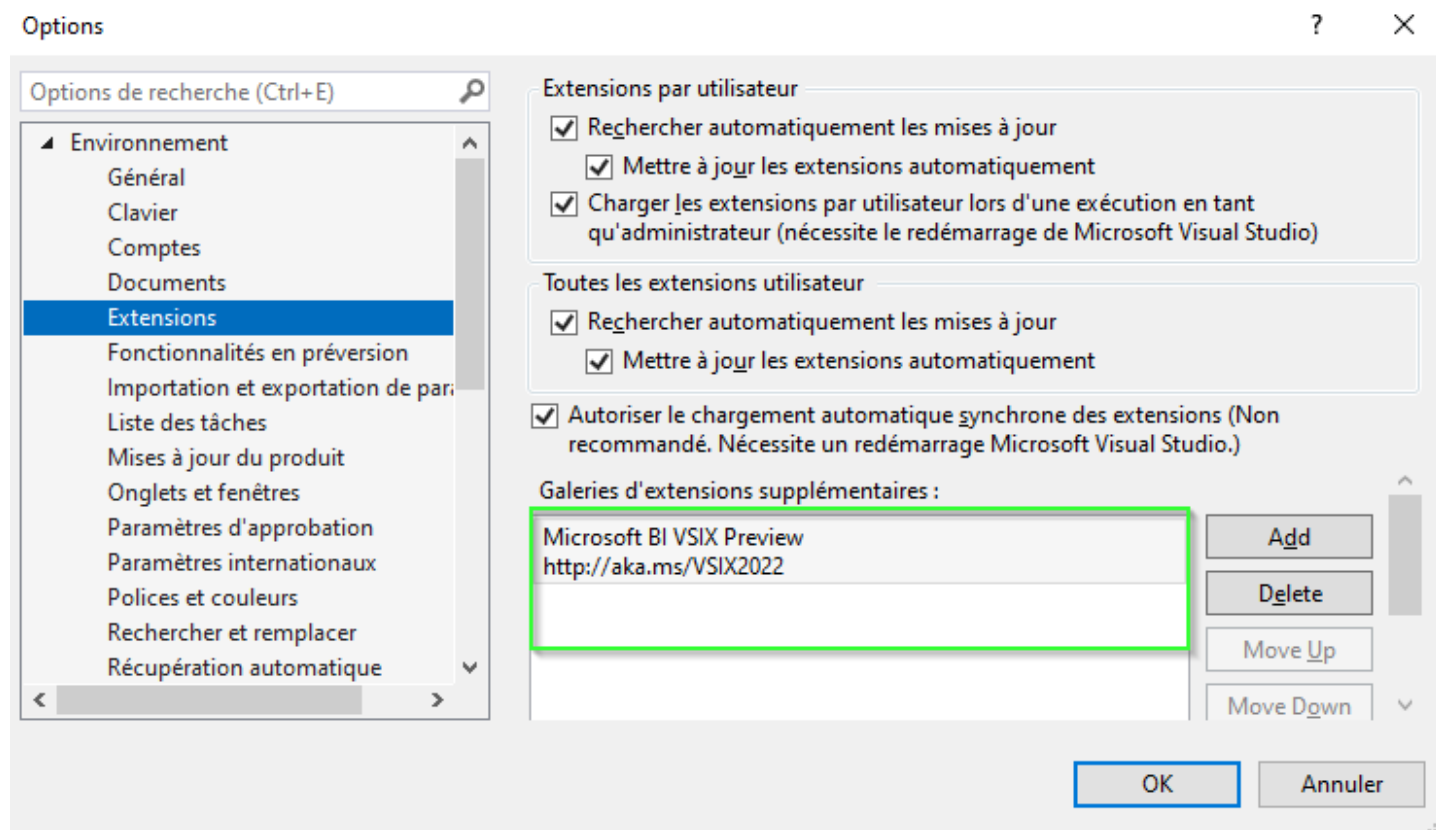 Options
?
Options de recherche (Ctrl+E)
Environnement
Général
Clavier
Comptes
Documents
Extensions
Fonctionnalités en préversion
Importation et exportation de para
Liste des tâches
Mises à jour du produit
Onglets et fenêtres
Paramètres d'approbation
Paramètres internationaux
Polices et couleurs
Rechercher et remplacer
Récupération automatique
Extensions par utilisateur
Rechercher automatiquement les mises à jour
Mettre à jour les extensions automatiquement
Charger les extensions par utilisateur lors d'une exécution en tant
qu'administrateur (nécessite le redémarrage de Microsoft Visual Studio)
Toutes les extensions utilisateur
Rechercher automatiquement les mises à jour
Mettre à jour les extensions automatiquement
Autoriser le chargement automatique synchrone des extensions (Non
recommandé. Nécessite un redémarrage Microsoft Visual Studio.)
Galeries d'extensions supplémentaires :
Microsoft BI VSIX Preview
http://aka.ms/VSIX2022
Add
Delete
Move Up
Move Down
OK
Annuler